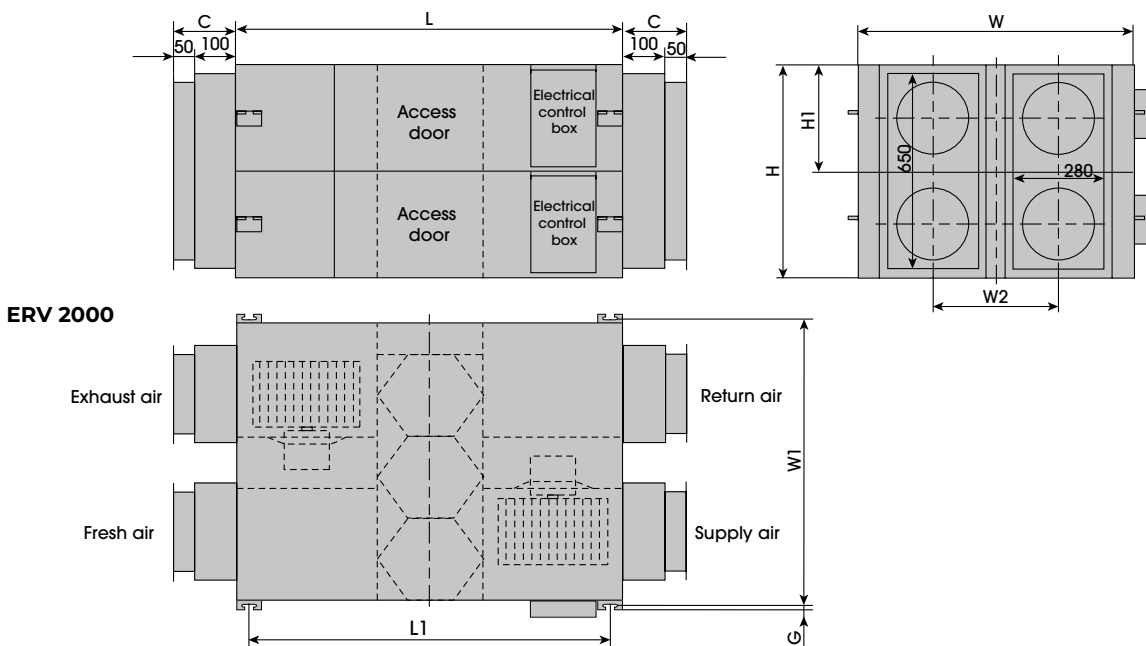 C
L
C
50
100
100
50
Access
door
Electrical
control
box
Access
door
Electrical
control
box
W
H
H1
650
280
W2
ERV 2000
Exhaust air
Return air
Fresh air
Supply air
W1
L1
G